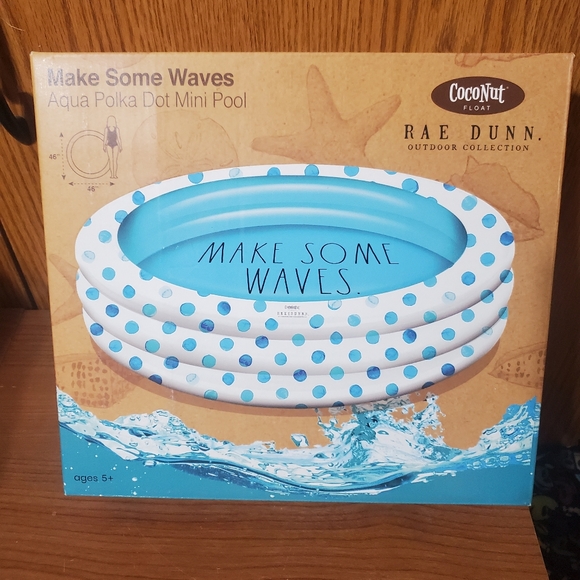 Make Some Waves
Aqua Polka Dot Mini Pool
CocoNut
FLOAT
RAE DUNN.
OUTDOOR COLLECTION
46"
46"
MAKE SOME
WAVES.
ages 5+